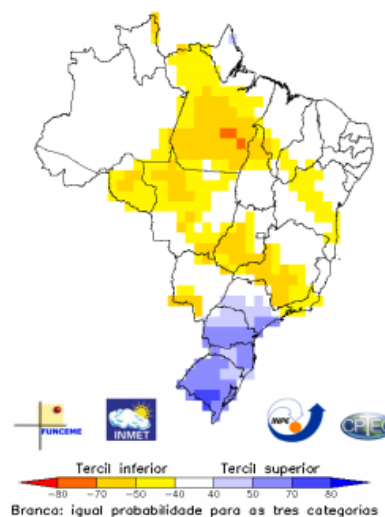 FUNCEME
INMET
INPE
CPTEC
Tercil inferior Tercil superior
-80 -70 -50 -40 40 50 70 80
Branca: igual probabilidade para as tres categorias